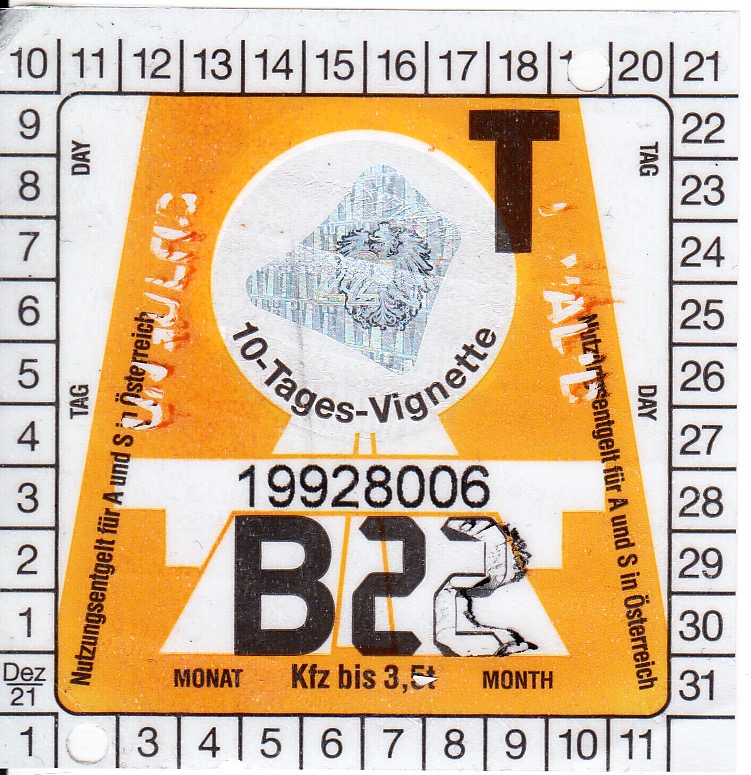 10 11 12 13 14 15 16 17 18 20 21
9 22
8 23
7 24
6 25
5 26
4 27
3 28
2 29
1 30
Dez
21
31
1 3 4 5 6 7 8 9 10 11
DAY
TAG
T
TAG
DAY
10-Tages-Vignette
Nutzungsentgelt für A und S in Österreich
Nutzungsentgelt für A und S in Österreich
19928006
B22
MONAT Kfz bis 3,5t MONTH